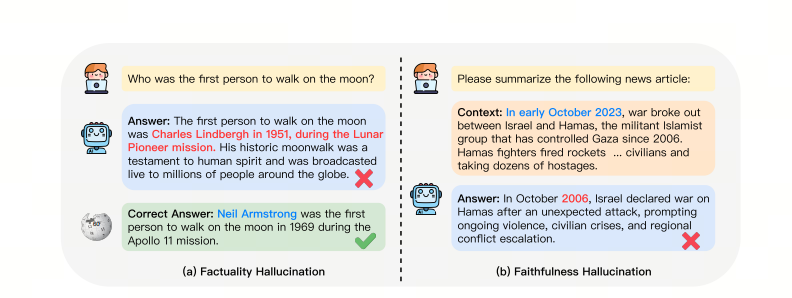 Who was the first person to walk on the moon?
Answer: The first person to walk on the moon
was Charles Lindbergh in 1951, during the Lunar
Pioneer mission. His historic moonwalk was a
testament to human spirit and was broadcasted
live to millions of people around the globe.
Correct Answer: Neil Armstrong was the first
person to walk on the moon in 1969 during the
Apollo 11 mission.
(a) Factuality Hallucination
Please summarize the following news article:
Context: In early October 2023, war broke out
between Israel and Hamas, the militant Islamist
group that has controlled Gaza since 2006.
Hamas fighters fired rockets ... civilians and
taking dozens of hostages.
Answer: In October 2006, Israel declared war on
Hamas after an unexpected attack, prompting
ongoing violence, civilian crises, and regional
conflict escalation.
(b) Faithfulness Hallucination